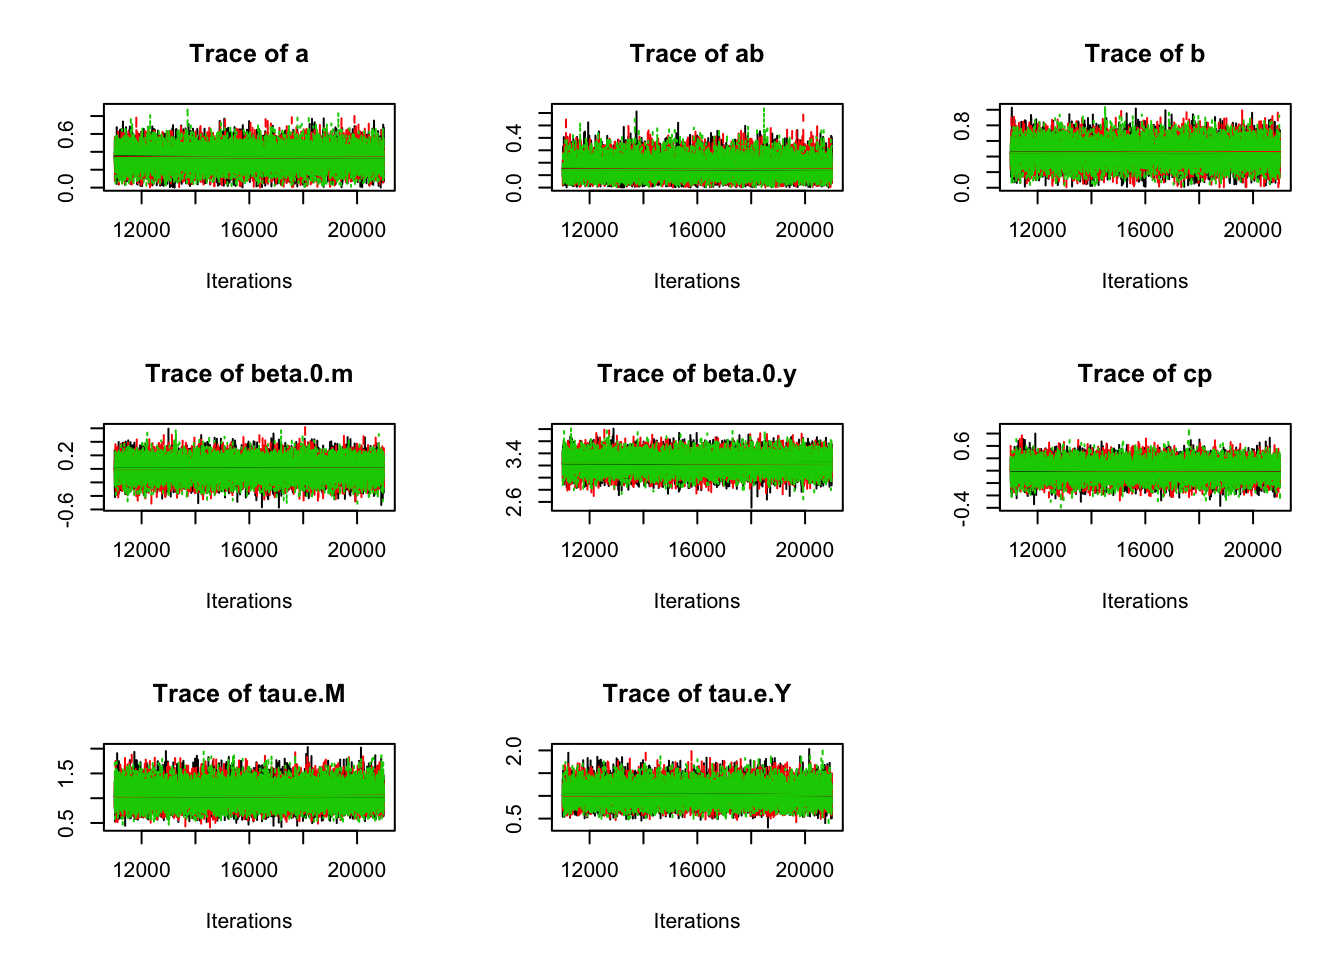 Trace of a
0.0 0.6
12000 16000 20000
Iterations
Trace of ab
0.0 0.4
12000 16000 20000
Iterations
Trace of b
0.0 0.8
12000 16000 20000
Iterations
Trace of beta.0.m
-0.6 0.2
12000 16000 20000
Iterations
Trace of beta.0.y
2.6 3.4
12000 16000 20000
Iterations
Trace of cp
-0.4 0.6
12000 16000 20000
Iterations
Trace of tau.e.M
0.5 1.5
12000 16000 20000
Iterations
Trace of tau.e.Y
0.5 2.0
12000 16000 20000
Iterations